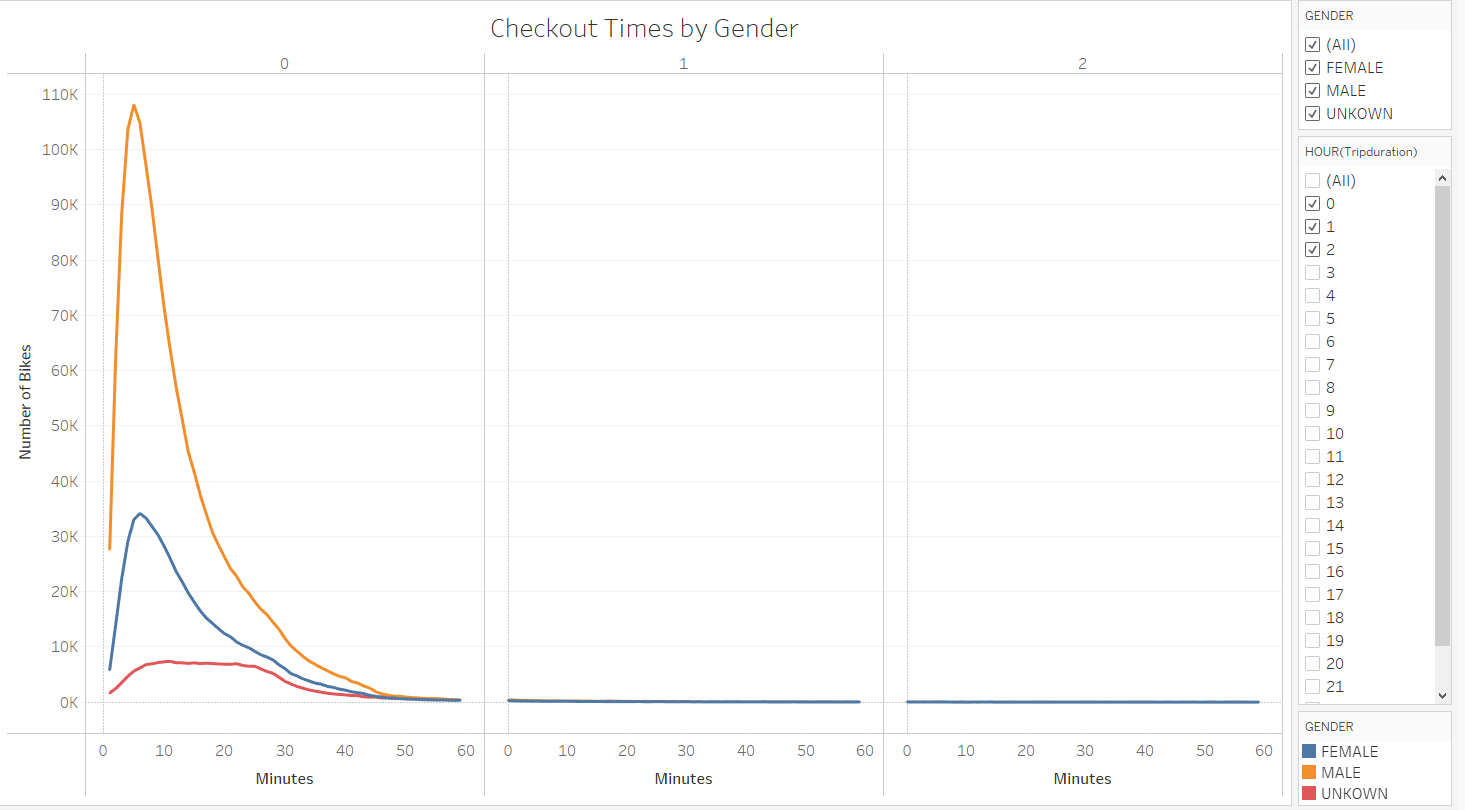 Checkout Times by Gender
0 1 2
110K
100K
90K
80K
70K
60K
50K
40K
30K
20K
10K
0K
Number of Bikes
0 10 20 30 40 50 60 0 10 20 30 40 50 60 0 10 20 30 40 50 60
Minutes Minutes Minutes
GENDER
(All)
FEMALE
MALE
UNKOWN
HOUR(Tripduration)
(All)
0
1
2
3
4
5
6
7
8
9
10
11
12
13
14
15
16
17
18
19
20
21
GENDER
FEMALE
MALE
UNKOWN